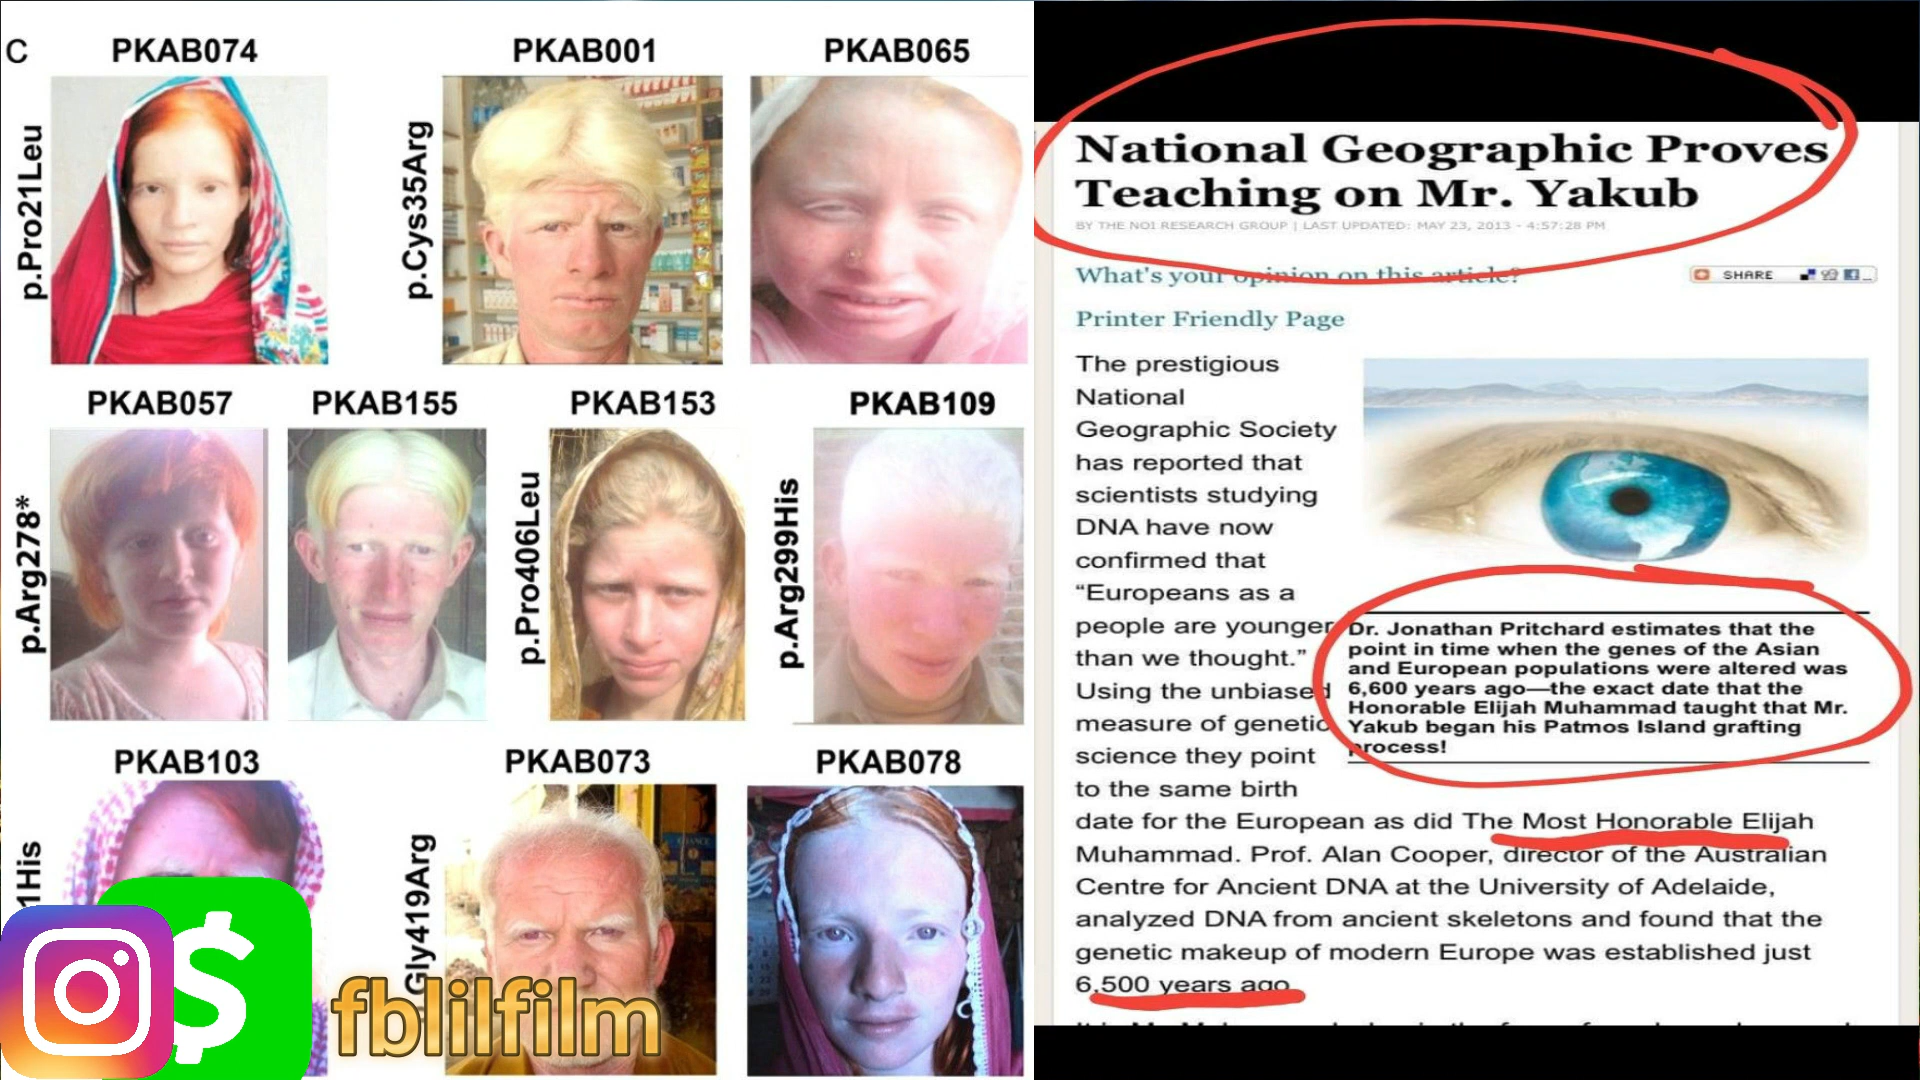 C
PKAB074
PKAB001
PKAB065
p.Pro21Leu
p.Cys35Arg
PKAB057
PKAB155
PKAB153
PKAB109
p.Arg278*
p.Pro406Leu
p.Arg299His
PKAB103
PKAB073
PKAB078
1His
Gly419Arg
$
fblilfilm
National Geographic Proves
Teaching on Mr. Yakub
BY THE NOI RESEARCH GROUP | LAST UPDATED: MAY 23, 2013 - 4:57:28 PM
What's your opinion on this article?
SHARE
Printer Friendly Page
The prestigious
National
Geographic Society
has reported that
scientists studying
DNA have now
confirmed that
“Europeans as a
people are younger
than we thought.”
Using the unbiased
measure of genetic
science they point
to the same birth
date for the European as did The Most Honorable Elijah
Muhammad. Prof. Alan Cooper, director of the Australian
Centre for Ancient DNA at the University of Adelaide,
analyzed DNA from ancient skeletons and found that the
genetic makeup of modern Europe was established just
6,500 years ago.
Dr. Jonathan Pritchard estimates that the
point in time when the genes of the Asian
and European populations were altered was
6,600 years ago—the exact date that the
Honorable Elijah Muhammad taught that Mr.
Yakub began his Patmos Island grafting
process!